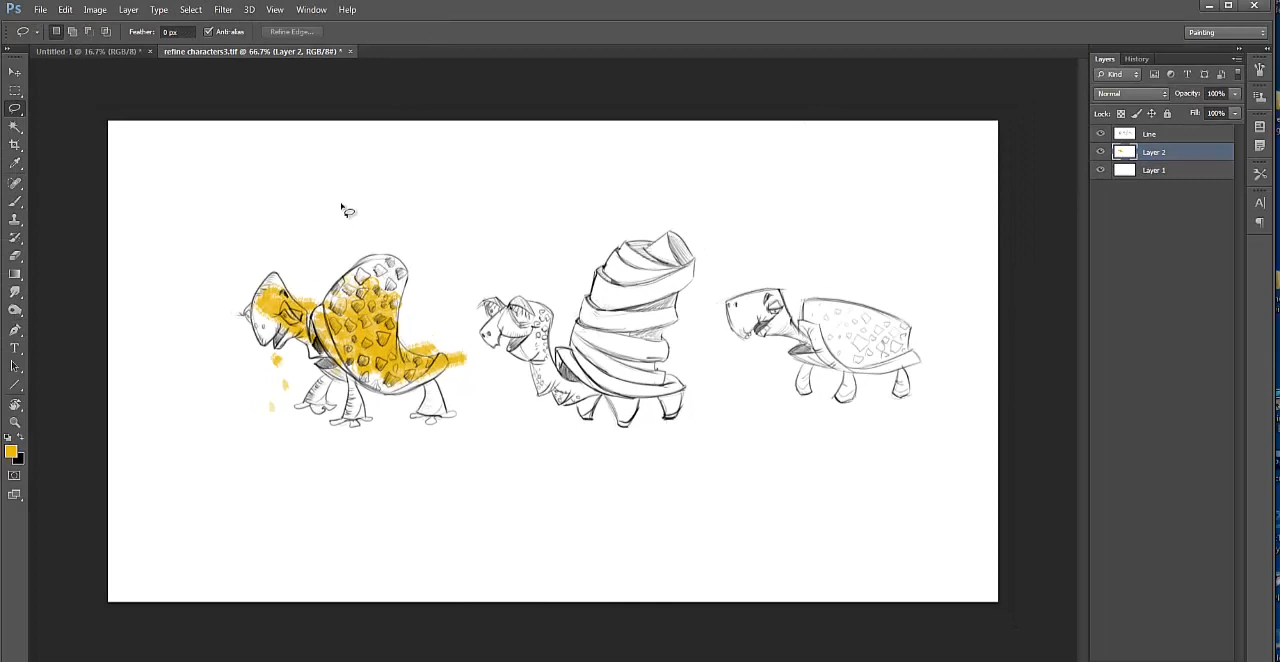 Ps File Edit Image Layer Type Select Filter 3D View Window Help
Feather: 0 px Anti-alias Refine Edge... Painting
Untitled-1 @ 16.7% (RGB/8) * × refine characters3.tif @ 66.7% (Layer 2, RGB/8#) * ×
Layers History
Kind T
Normal Opacity: 100%
Lock: Fill: 100%
Line
Layer 2
Layer 1
A
T